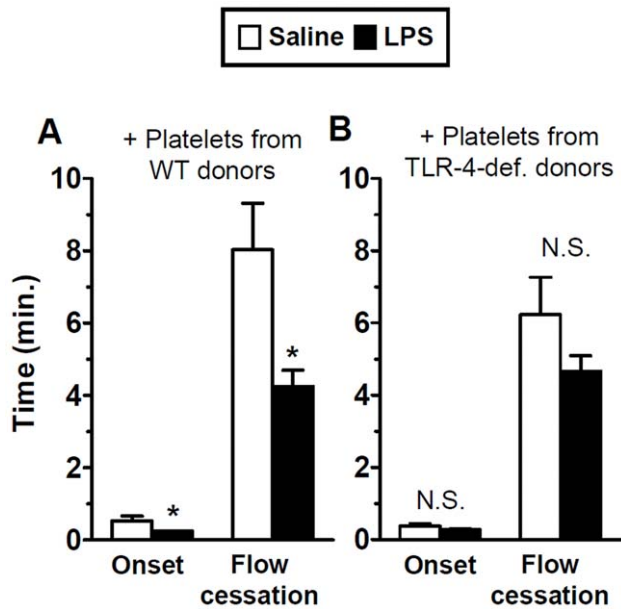 Saline LPS
A
+ Platelets from
WT donors
B
+ Platelets from
TLR-4-def. donors
Time (min.)
10
8
6
4
2
0
*
*
Onset
Flow
cessation
10
8
6
4
2
0
N.S.
N.S.
Onset
Flow
cessation